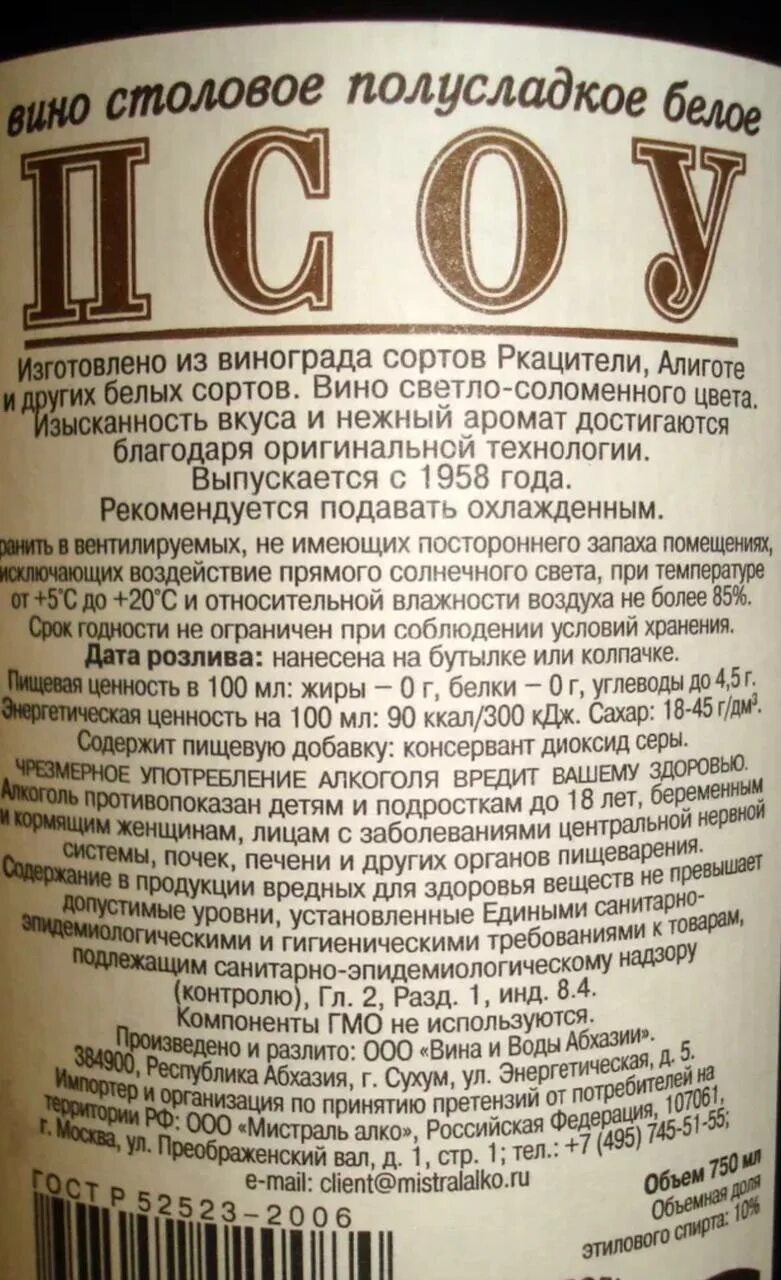 вино столовое полусладкое белое
ПСОУ
Изготовлено из винограда сортов Ркацители, Алиготе
и других белых сортов. Вино светло-соломенного цвета.
Изысканность вкуса и нежный аромат достигаются
благодаря оригинальной технологии.
Выпускается с 1958 года.
Рекомендуется подавать охлажденным.
ранить в вентилируемых, не имеющих постороннего запаха помещениях,
исключающих воздействие прямого солнечного света, при температуре
от +5°С до +20°С и относительной влажности воздуха не более 85%.
Срок годности не ограничен при соблюдении условий хранения.
Дата розлива: нанесена на бутылке или колпачке.
Пищевая ценность в 100 мл: жиры – 0 г, белки – 0 г, углеводы до 4,5 г.
Энергетическая ценность на 100 мл: 90 ккал/300 кДж. Сахар: 18-45 г/дм³.
Содержит пищевую добавку: консервант диоксид серы.
ЧРЕЗМЕРНОЕ УПОТРЕБЛЕНИЕ АЛКОГОЛЯ ВРЕДИТ ВАШЕМУ ЗДОРОВЬЮ.
Алкоголь противопоказан детям и подросткам до 18 лет, беременным
и кормящим женщинам, лицам с заболеваниями центральной нервной
системы, почек, печени и других органов пищеварения.
Содержание в продукции вредных для здоровья веществ не превышает
допустимые уровни, установленные Едиными санитарно-
эпидемиологическими и гигиеническими требованиями к товарам,
подлежащим санитарно-эпидемиологическому надзору
(контролю), Гл. 2, Разд. 1, инд. 8.4.
Компоненты ГМО не используются.
Произведено и разлито: ООО «Вина и Воды Абхазии».
384900, Республика Абхазия, г. Сухум, ул. Энергетическая, д. 5.
Импортер и организация по принятию претензий от потребителей на
территории РФ: ООО «Мистраль алко», Российская Федерация, 107061,
г. Москва, ул. Преображенский вал, д. 1, стр. 1; тел.: +7 (495) 745-51-55;
e-mail: client@mistralalko.ru
ГОСТ Р 52523-2006
Объем 750 мл
Объемная доля
этилового спирта: 10%